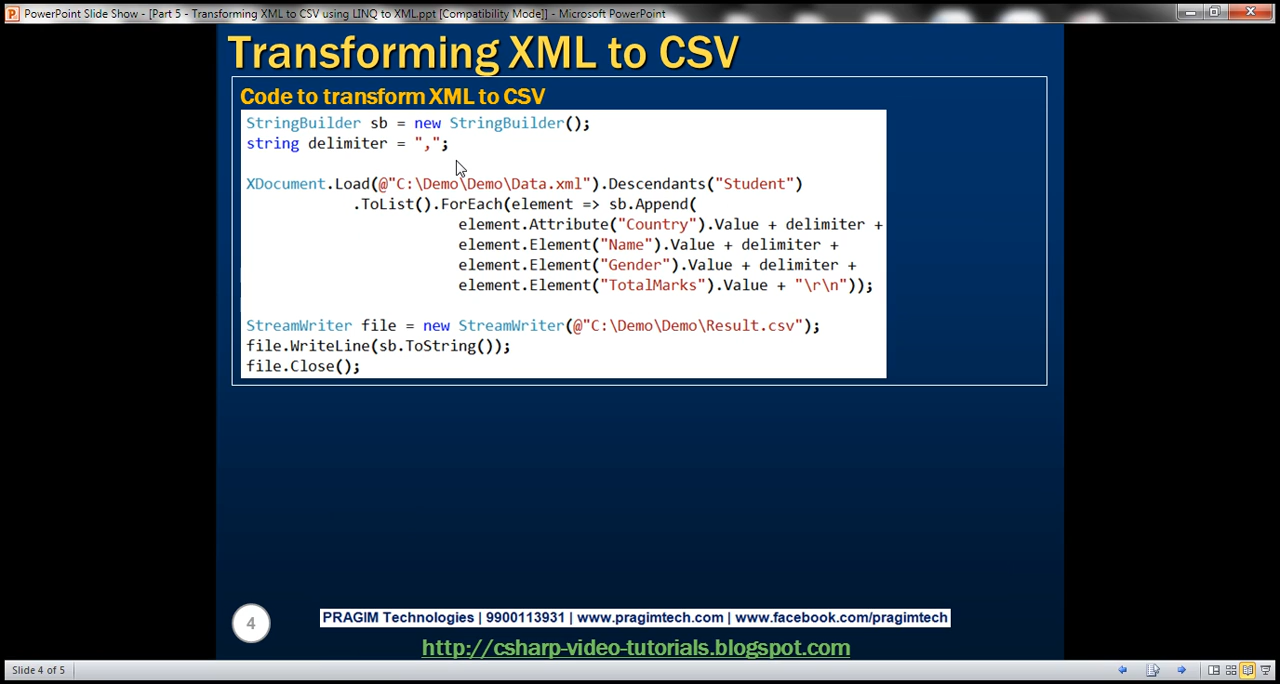 PowerPoint Slide Show - [Part 5 - Transforming XML to CSV using LINQ to XML.ppt [Compatibility Mode]] - Microsoft PowerPoint
Transforming XML to CSV
Code to transform XML to CSV
StringBuilder sb = new StringBuilder();
string delimiter = ",";
XDocument.Load(@"C:\Demo\Demo\Data.xml").Descendants("Student")
.ToList().ForEach(element => sb.Append(
element.Attribute("Country").Value + delimiter +
element.Element("Name").Value + delimiter +
element.Element("Gender").Value + delimiter +
element.Element("TotalMarks").Value + "\r\n"));
StreamWriter file = new StreamWriter(@"C:\Demo\Demo\Result.csv");
file.WriteLine(sb.ToString());
file.Close();
4
PRAGIM Technologies | 9900113931 | www.pragimtech.com | www.facebook.com/pragimtech
http://csharp-video-tutorials.blogspot.com
Slide 4 of 5